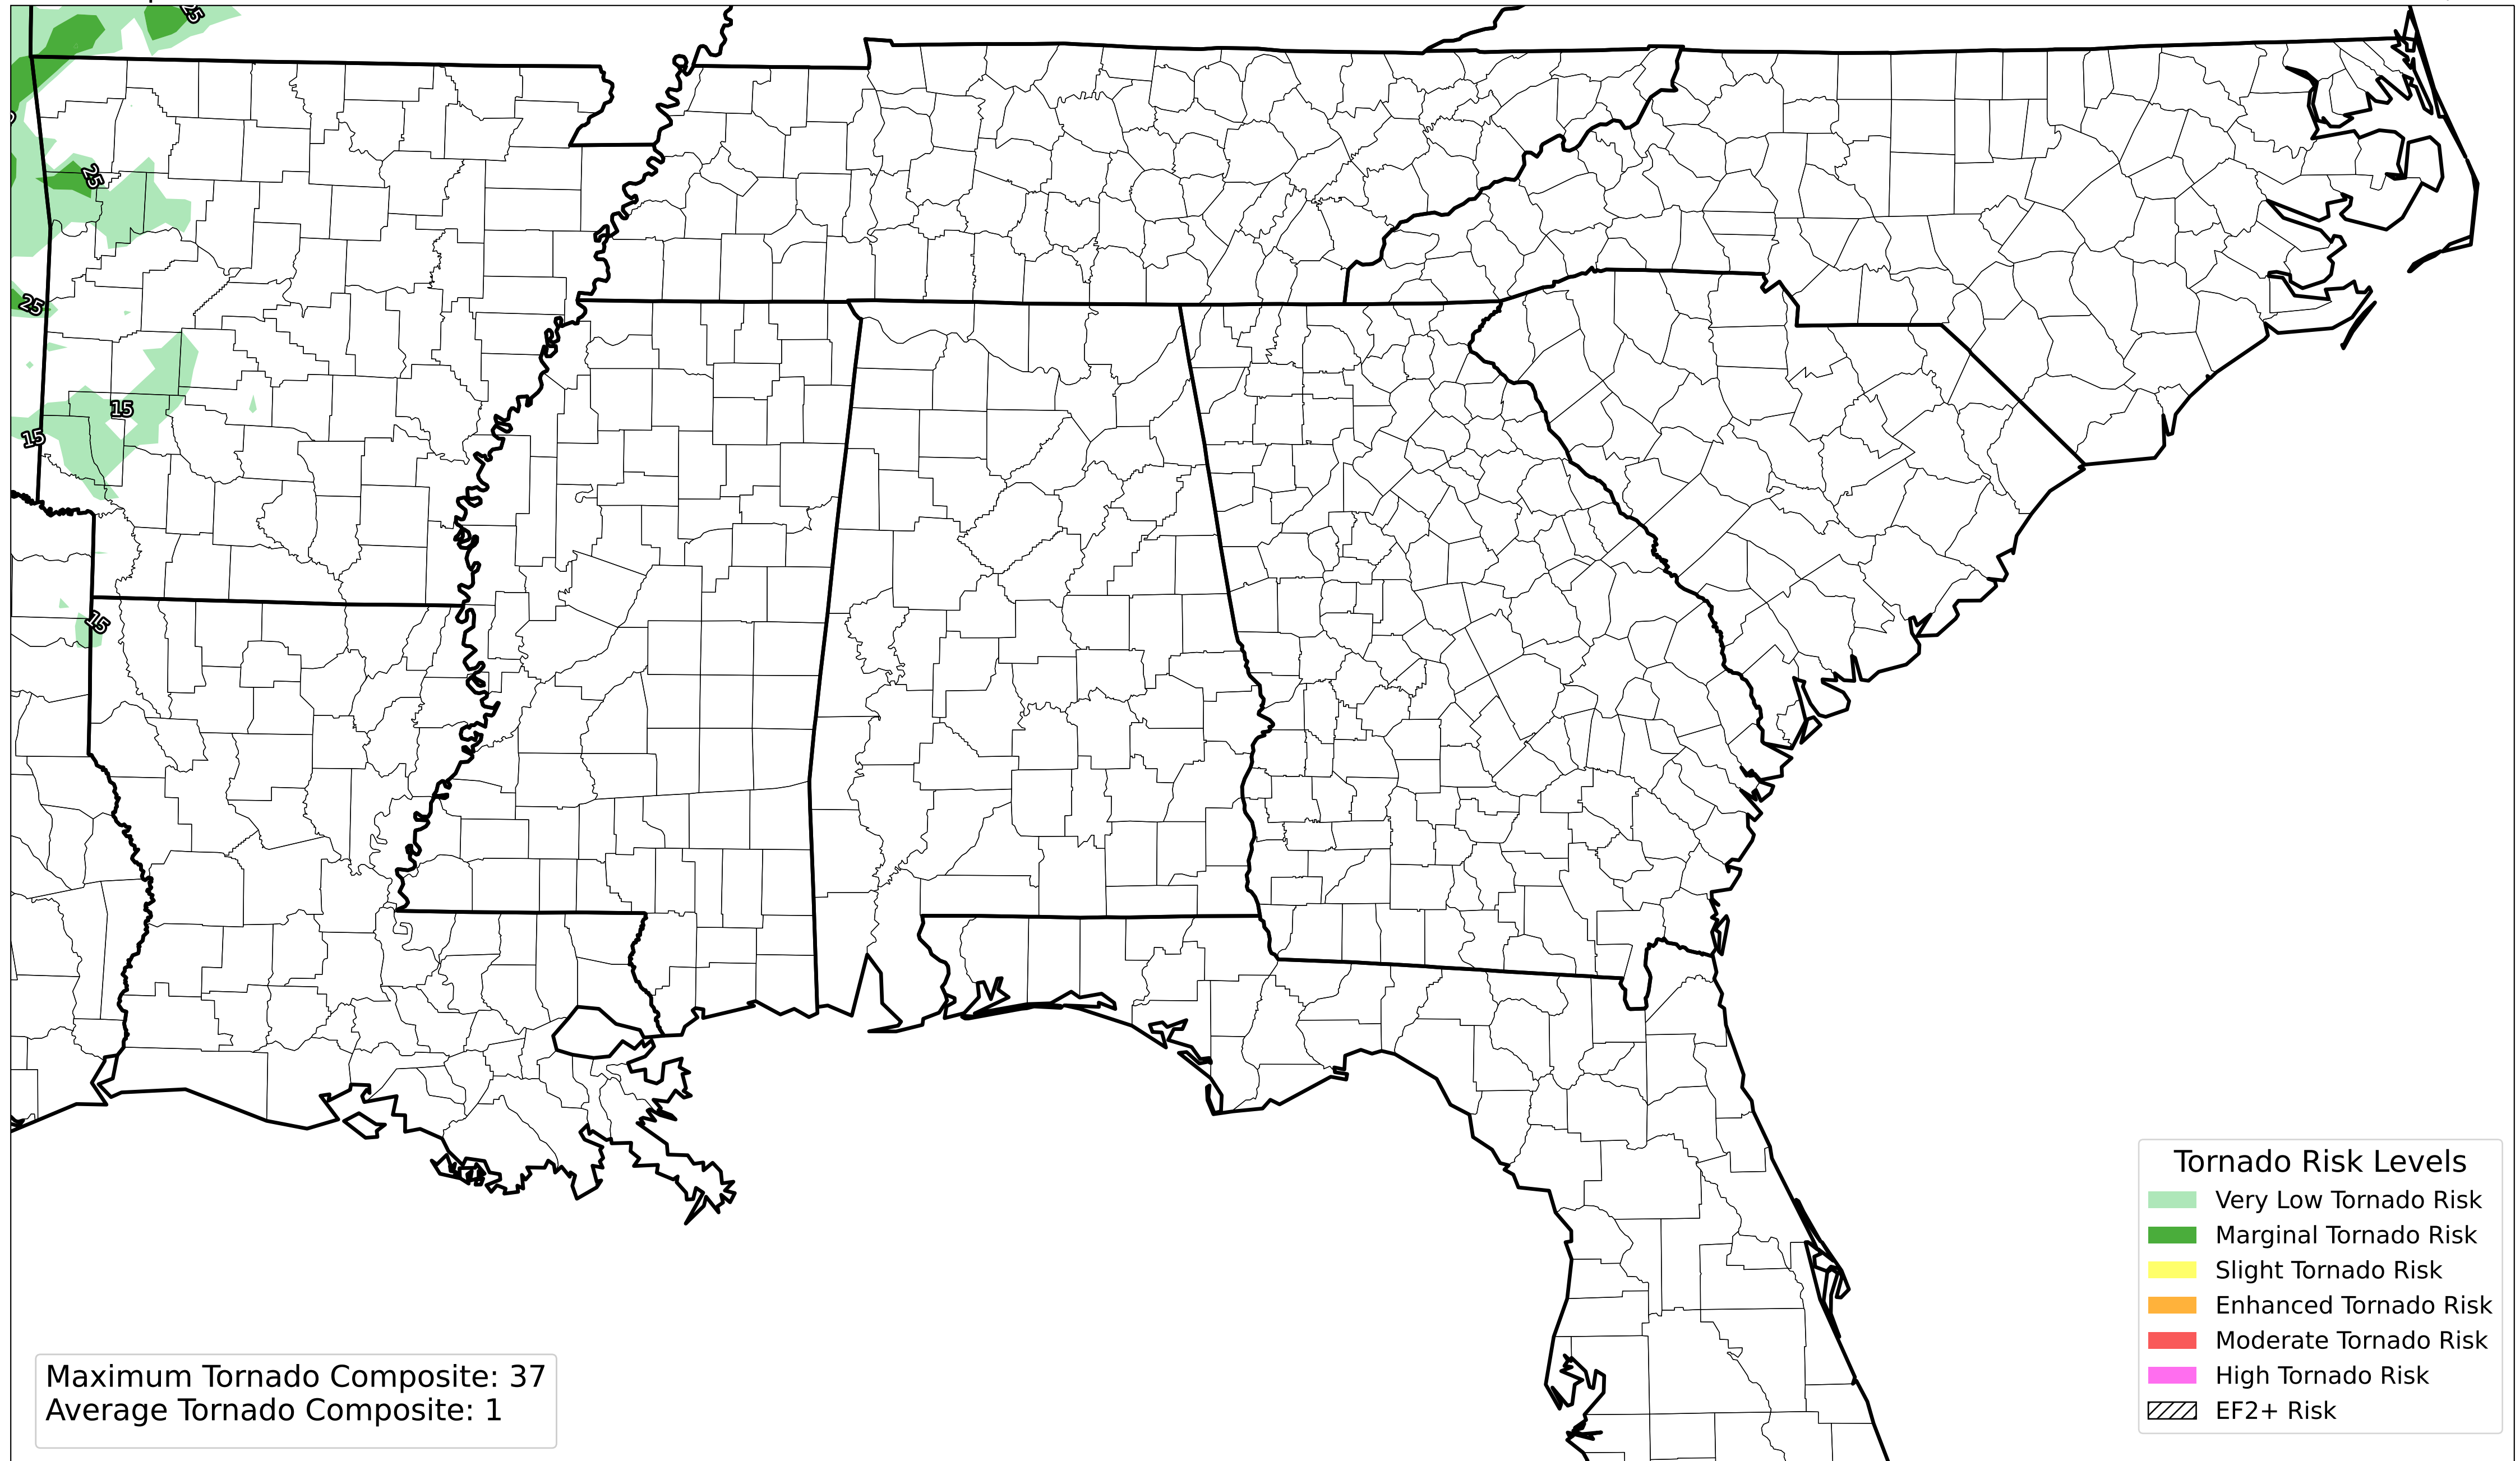 25
25
25
15
15
15
Tornado Risk Levels
Very Low Tornado Risk
Marginal Tornado Risk
Slight Tornado Risk
Enhanced Tornado Risk
Moderate Tornado Risk
High Tornado Risk
EF2+ Risk
Maximum Tornado Composite: 37
Average Tornado Composite: 1